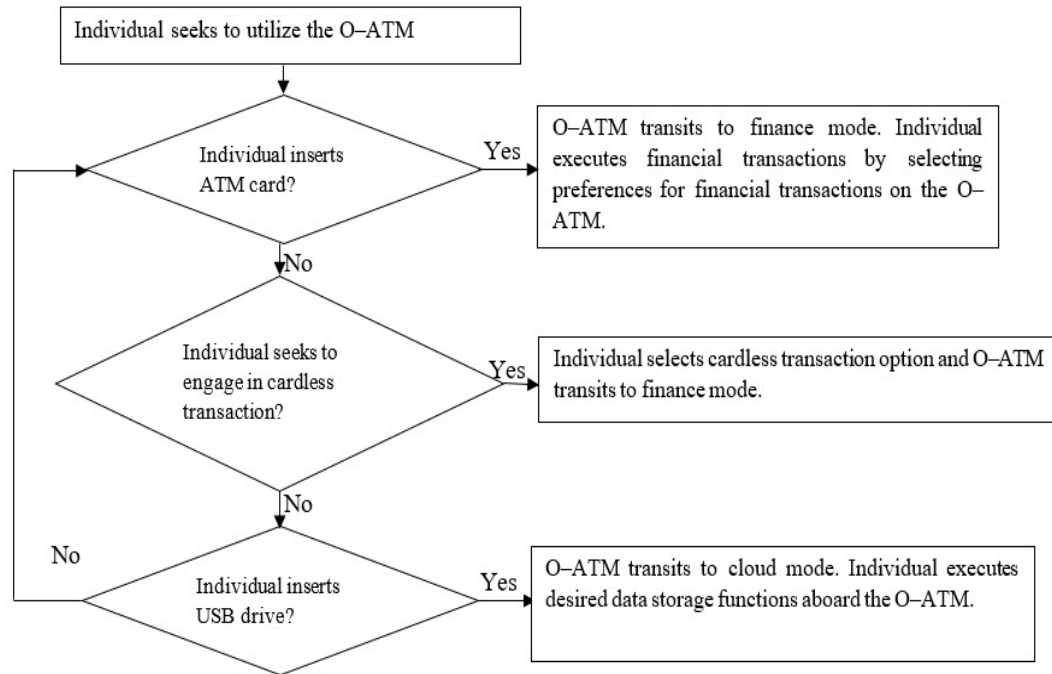 Individual seeks to utilize the O–ATM
Individual inserts
ATM card?
Yes
O–ATM transits to finance mode. Individual
executes financial transactions by selecting
preferences for financial transactions on the O–
ATM.
No
Individual seeks to
engage in cardless
transaction?
Yes
Individual selects cardless transaction option and O–ATM
transits to finance mode.
No
No
Individual inserts
USB drive?
Yes
O–ATM transits to cloud mode. Individual executes
desired data storage functions aboard the O–ATM.